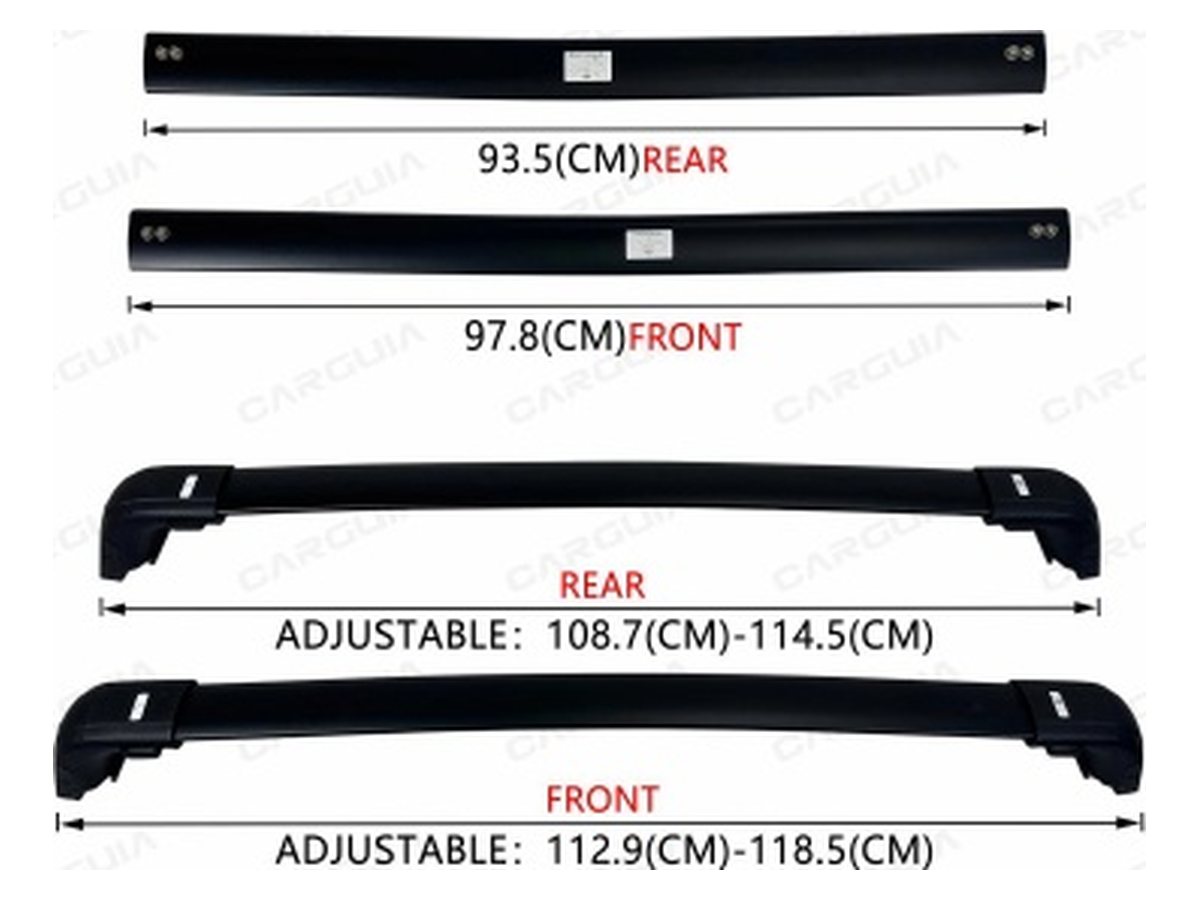 93.5(CM)REAR
97.8(CM)FRONT
REAR
ADJUSTABLE: 108.7(CM)-114.5(CM)
FRONT
ADJUSTABLE: 112.9(CM)-118.5(CM)
CARGUIA